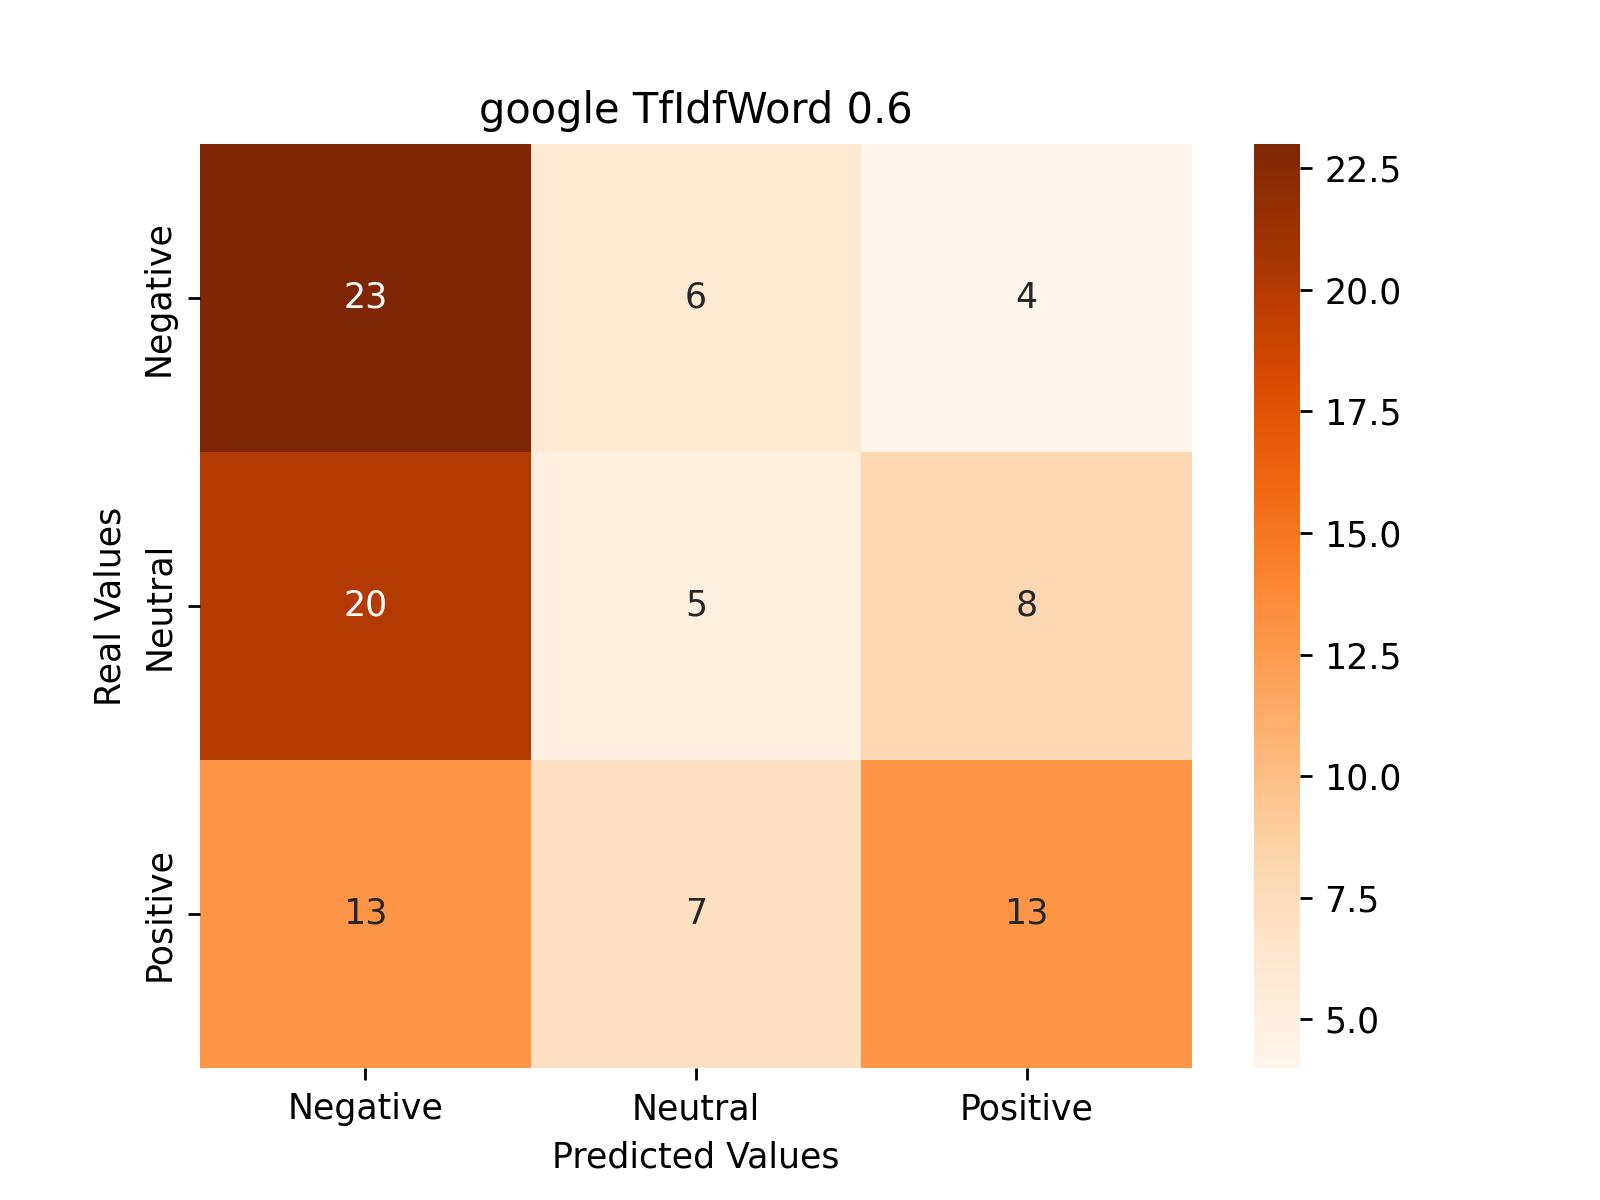 google TfIdfWord 0.6
Real Values
Negative
Neutral
Positive
23 6 4
20 5 8
13 7 13
Negative Neutral Positive
Predicted Values
22.5
20.0
17.5
15.0
12.5
10.0
7.5
5.0